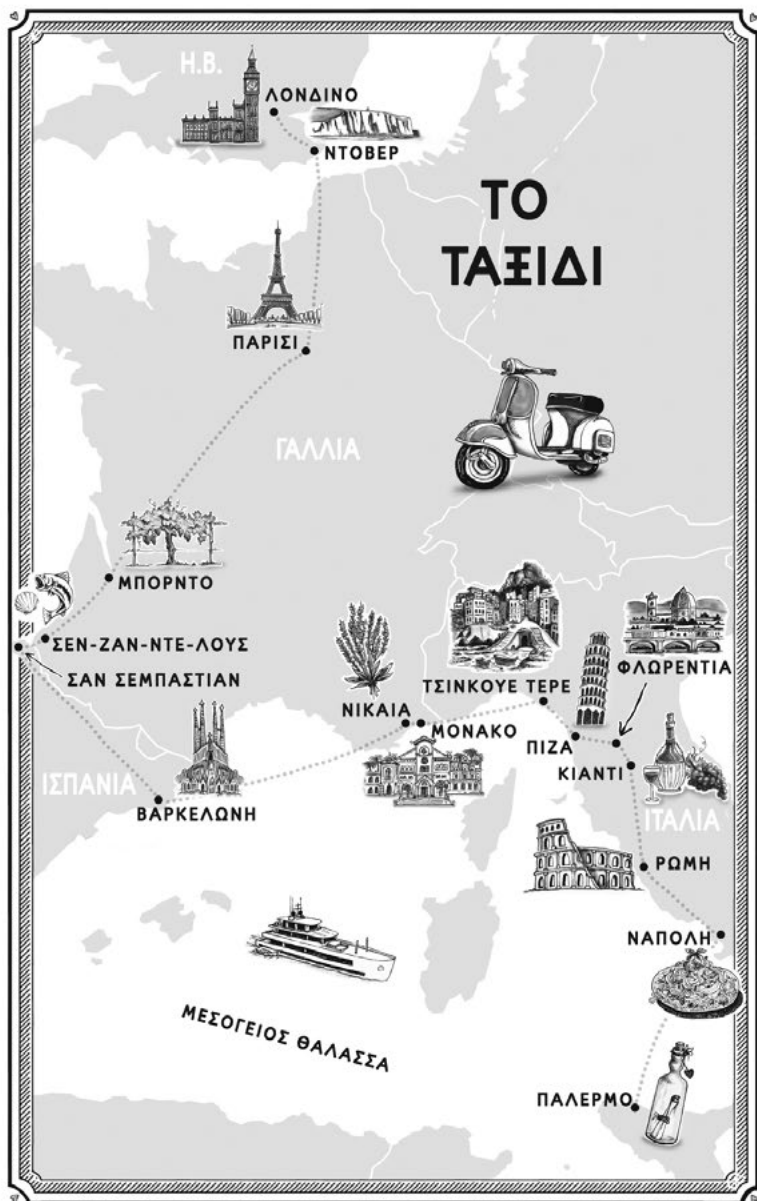 Η.Β.
ΛΟΝΔΙΝΟ
ΝΤΟΒΕΡ
ΤΟ
ΤΑΞΙΔΙ
ΠΑΡΙΣΙ
ΓΑΛΛΙΑ
ΜΠΟΡΝΤΟ
ΣΕΝ-ΖΑΝ-ΝΤΕ-ΛΟΥΣ
ΣΑΝ ΣΕΜΠΑΣΤΙΑΝ
ΤΣΙΝΚΟΥΕ ΤΕΡΕ
ΦΛΩΡΕΝΤΙΑ
ΝΙΚΑΙΑ
ΜΟΝΑΚΟ
ΠΙΖΑ
ΚΙΑΝΤΙ
ΙΣΠΑΝΙΑ
ΒΑΡΚΕΛΩΝΗ
ΙΤΑΛΙΑ
ΡΩΜΗ
ΝΑΠΟΛΗ
ΜΕΣΟΓΕΙΟΣ ΘΑΛΑΣΣΑ
ΠΑΛΕΡΜΟ